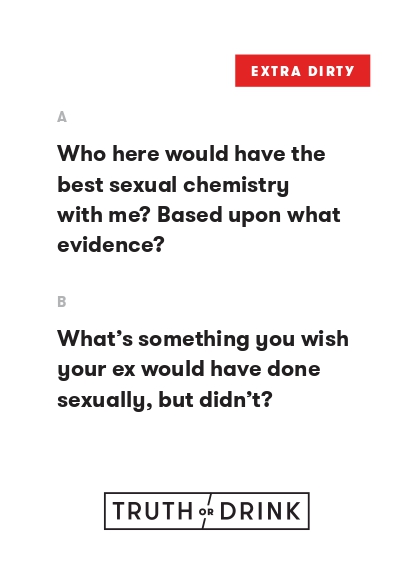 EXTRA DIRTY
A
Who here would have the
best sexual chemistry
with me? Based upon what
evidence?
B
What’s something you wish
your ex would have done
sexually, but didn’t?
TRUTH OR DRINK